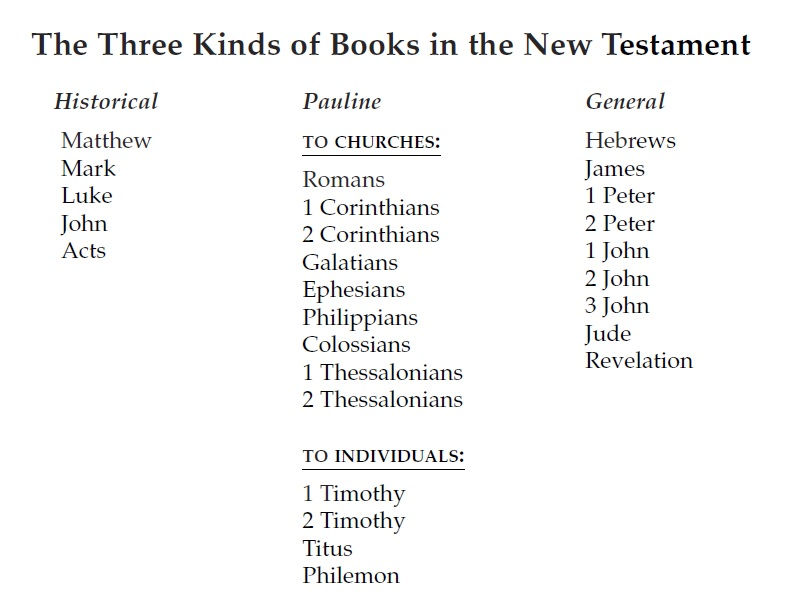 The Three Kinds of Books in the New Testament
Historical
Matthew
Mark
Luke
John
Acts
Pauline
TO CHURCHES:
Romans
1 Corinthians
2 Corinthians
Galatians
Ephesians
Philippians
Colossians
1 Thessalonians
2 Thessalonians
TO INDIVIDUALS:
1 Timothy
2 Timothy
Titus
Philemon
General
Hebrews
James
1 Peter
2 Peter
1 John
2 John
3 John
Jude
Revelation